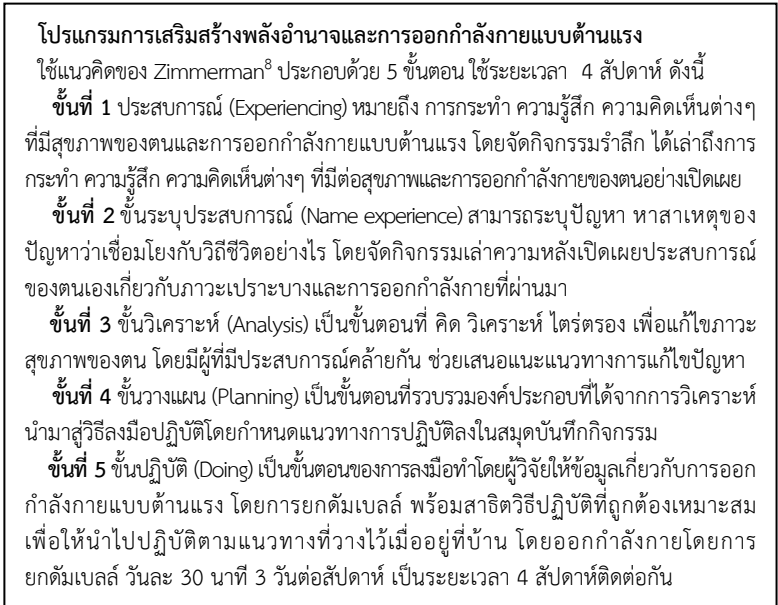 โปรแกรมการเสริมสร้างพลังอำนาจและการออกกำลังกายแบบต้านแรง
ใช้แนวคิดของ Zimmerman⁸ ประกอบด้วย 5 ขั้นตอน ใช้ระยะเวลา 4 สัปดาห์ ดังนี้
ขั้นที่ 1 ประสบการณ์ (Experiencing) หมายถึง การกระทำ ความรู้สึก ความคิดเห็นต่างๆ
ที่มีสุขภาพของตนและการออกกำลังกายแบบต้านแรง โดยจัดกิจกรรมรำลึก ได้เล่าถึงการ
กระทำ ความรู้สึก ความคิดเห็นต่างๆ ที่มีต่อสุขภาพและการออกกำลังกายของตนอย่างเปิดเผย
ขั้นที่ 2 ขั้นระบุประสบการณ์ (Name experience) สามารถระบุปัญหา หาสาเหตุของ
ปัญหาว่าเชื่อมโยงกับวิถีชีวิตอย่างไร โดยจัดกิจกรรมเล่าความหลังเปิดเผยประสบการณ์
ของตนเองเกี่ยวกับภาวะเปราะบางและการออกกำลังกายที่ผ่านมา
ขั้นที่ 3 ขั้นวิเคราะห์ (Analysis) เป็นขั้นตอนที่ คิด วิเคราะห์ ไตร่ตรอง เพื่อแก้ไขภาวะ
สุขภาพของตน โดยมีผู้ที่มีประสบการณ์คล้ายกัน ช่วยเสนอแนะแนวทางการแก้ไขปัญหา
ขั้นที่ 4 ขั้นวางแผน (Planning) เป็นขั้นตอนที่รวบรวมองค์ประกอบที่ได้จากการวิเคราะห์
นำมาสู่วิธีลงมือปฏิบัติโดยกำหนดแนวทางการปฏิบัติลงในสมุดบันทึกกิจกรรม
ขั้นที่ 5 ขั้นปฏิบัติ (Doing) เป็นขั้นตอนของการลงมือทำโดยผู้วิจัยให้ข้อมูลเกี่ยวกับการออก
กำลังกายแบบต้านแรง โดยการยกดัมเบลล์ พร้อมสาธิตวิธีปฏิบัติที่ถูกต้องเหมาะสม
เพื่อให้นำไปปฏิบัติตามแนวทางที่วางไว้เมื่ออยู่ที่บ้าน โดยออกกำลังกายโดยการ
ยกดัมเบลล์ วันละ 30 นาที 3 วันต่อสัปดาห์ เป็นระยะเวลา 4 สัปดาห์ติดต่อกัน